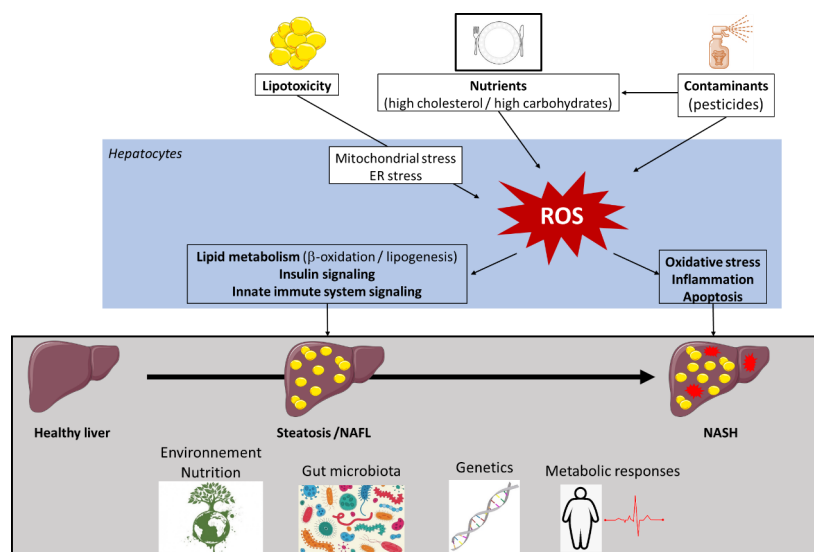 Lipotoxicity
Nutrients
(high cholesterol / high carbohydrates)
Contaminants
(pesticides)
Hepatocytes
Mitochondrial stress
ER stress
ROS
Lipid metabolism (β-oxidation / lipogenesis)
Insulin signaling
Innate immune system signaling
Oxidative stress
Inflammation
Apoptosis
Healthy liver
Steatosis /NAFL
NASH
Environnement
Nutrition
Gut microbiota
Genetics
Metabolic responses